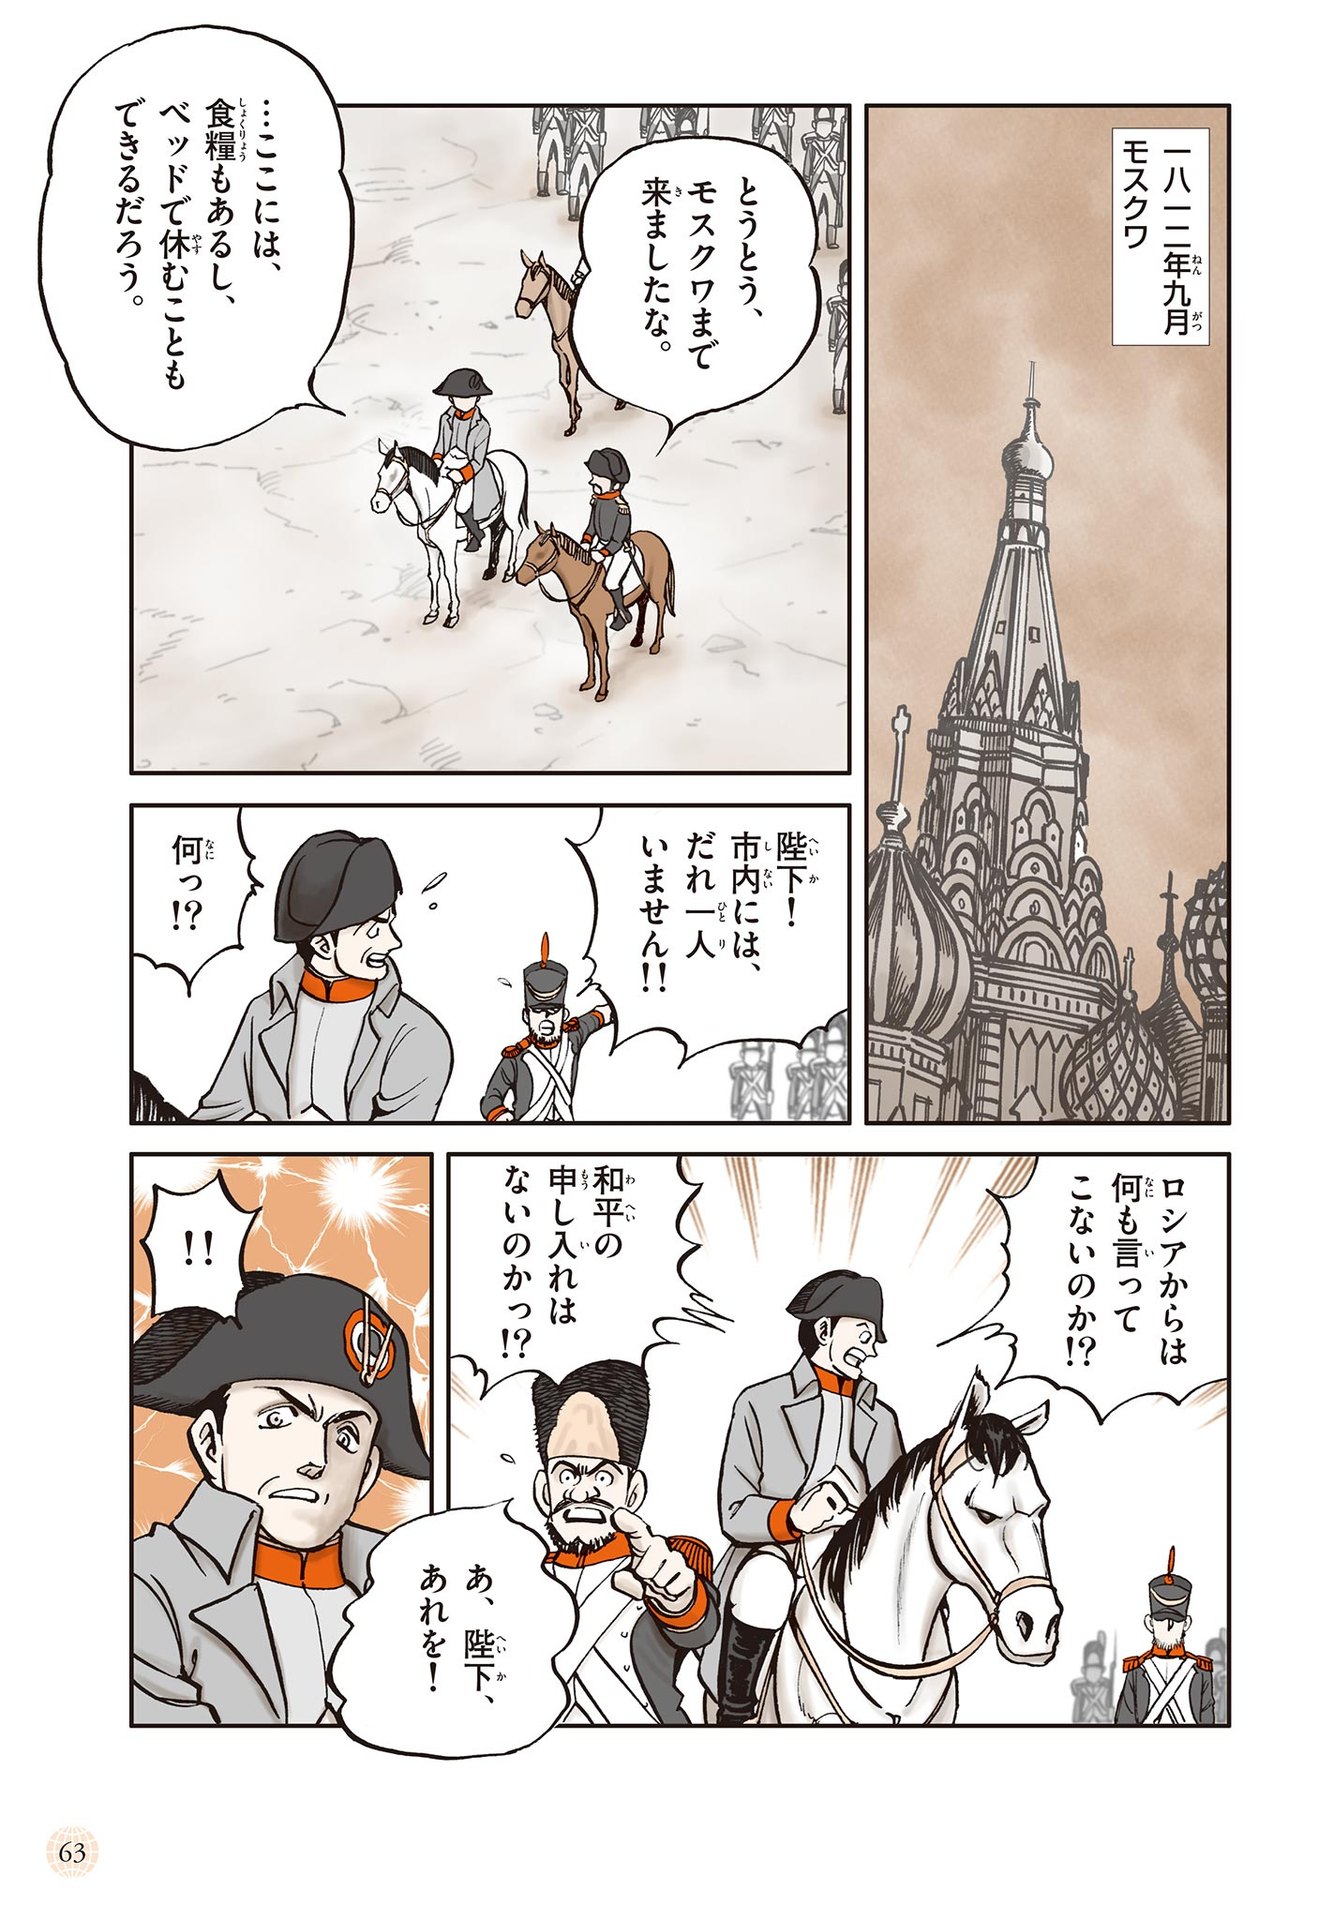 一八一二年九月
モスクワ
とうとう、
モスクワまで
来ましたな。
…ここには、
食糧もあるし、
ベッドで休むことも
できるだろう。
陛下！
市内には、
だれ一人
いません!!
何っ!?
ロシアからは
何も言って
こないのか!?
和平の
申し入れは
ないのかっ!?
あ、陛下、
あれを！
!!
63